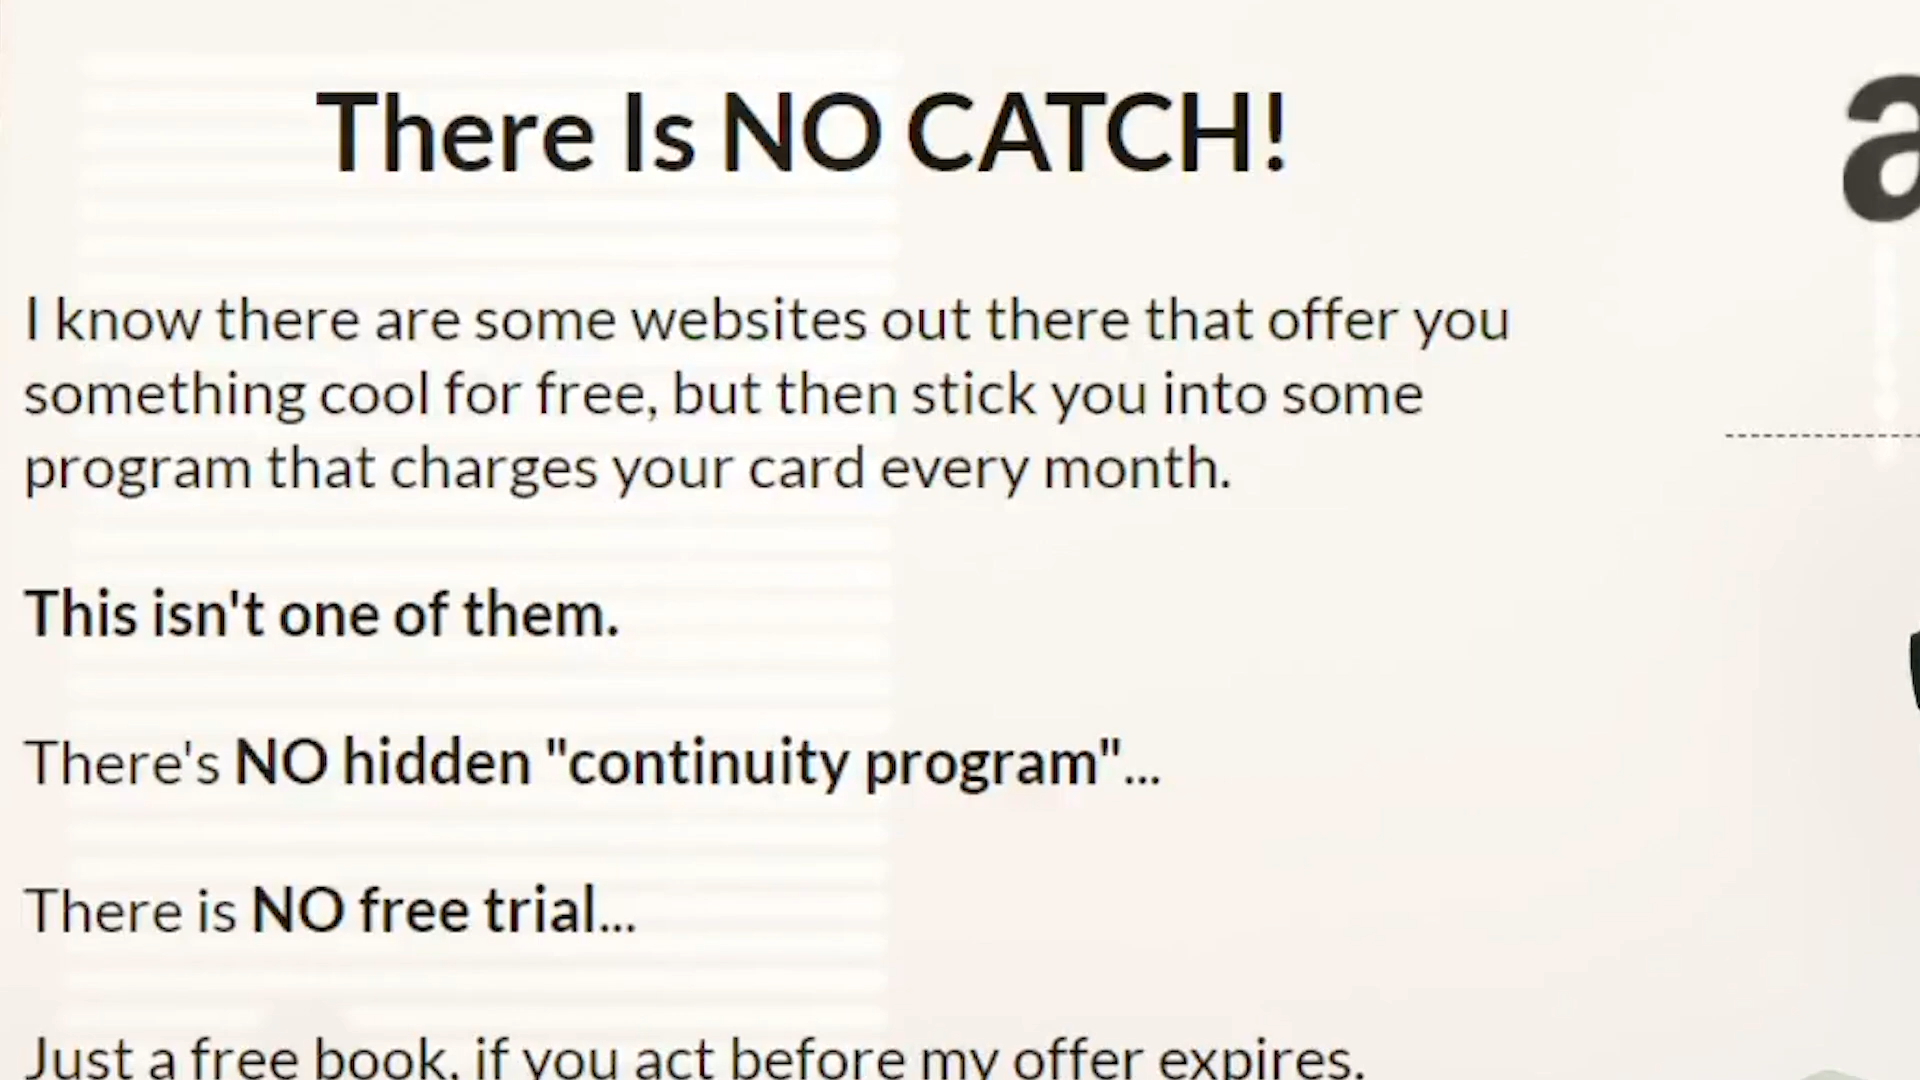 There Is NO CATCH!
a
I know there are some websites out there that offer you
something cool for free, but then stick you into some
program that charges your card every month.
This isn't one of them.
There's NO hidden "continuity program"...
There is NO free trial...
Just a free book, if you act before my offer expires.